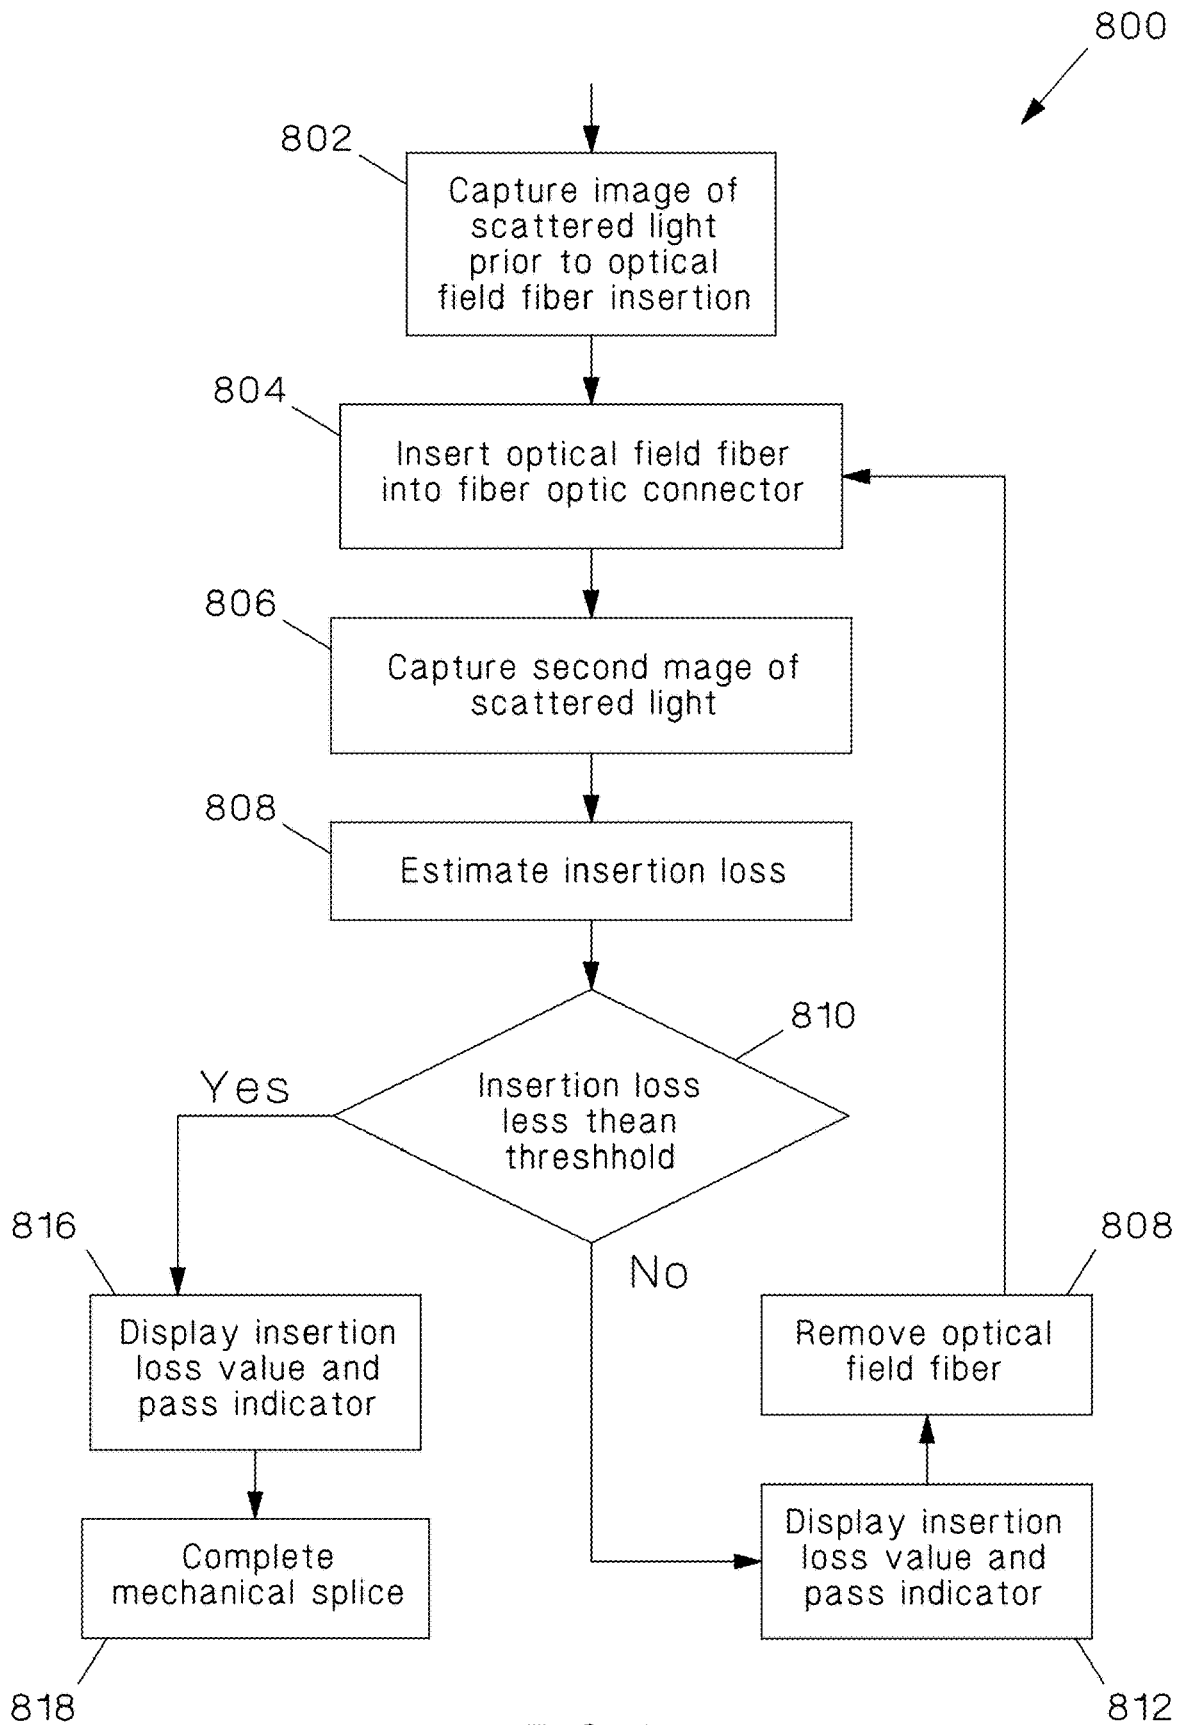 800
802
Capture image of
scattered light
prior to optical
field fiber insertion
804
Insert optical field fiber
into fiber optic connector
806
Capture second mage of
scattered light
808
Estimate insertion loss
810
Insertion loss
less thean
threshhold
Yes
No
816
Display insertion
loss value and
pass indicator
808
Remove optical
field fiber
Complete
mechanical splice
818
Display insertion
loss value and
pass indicator
812